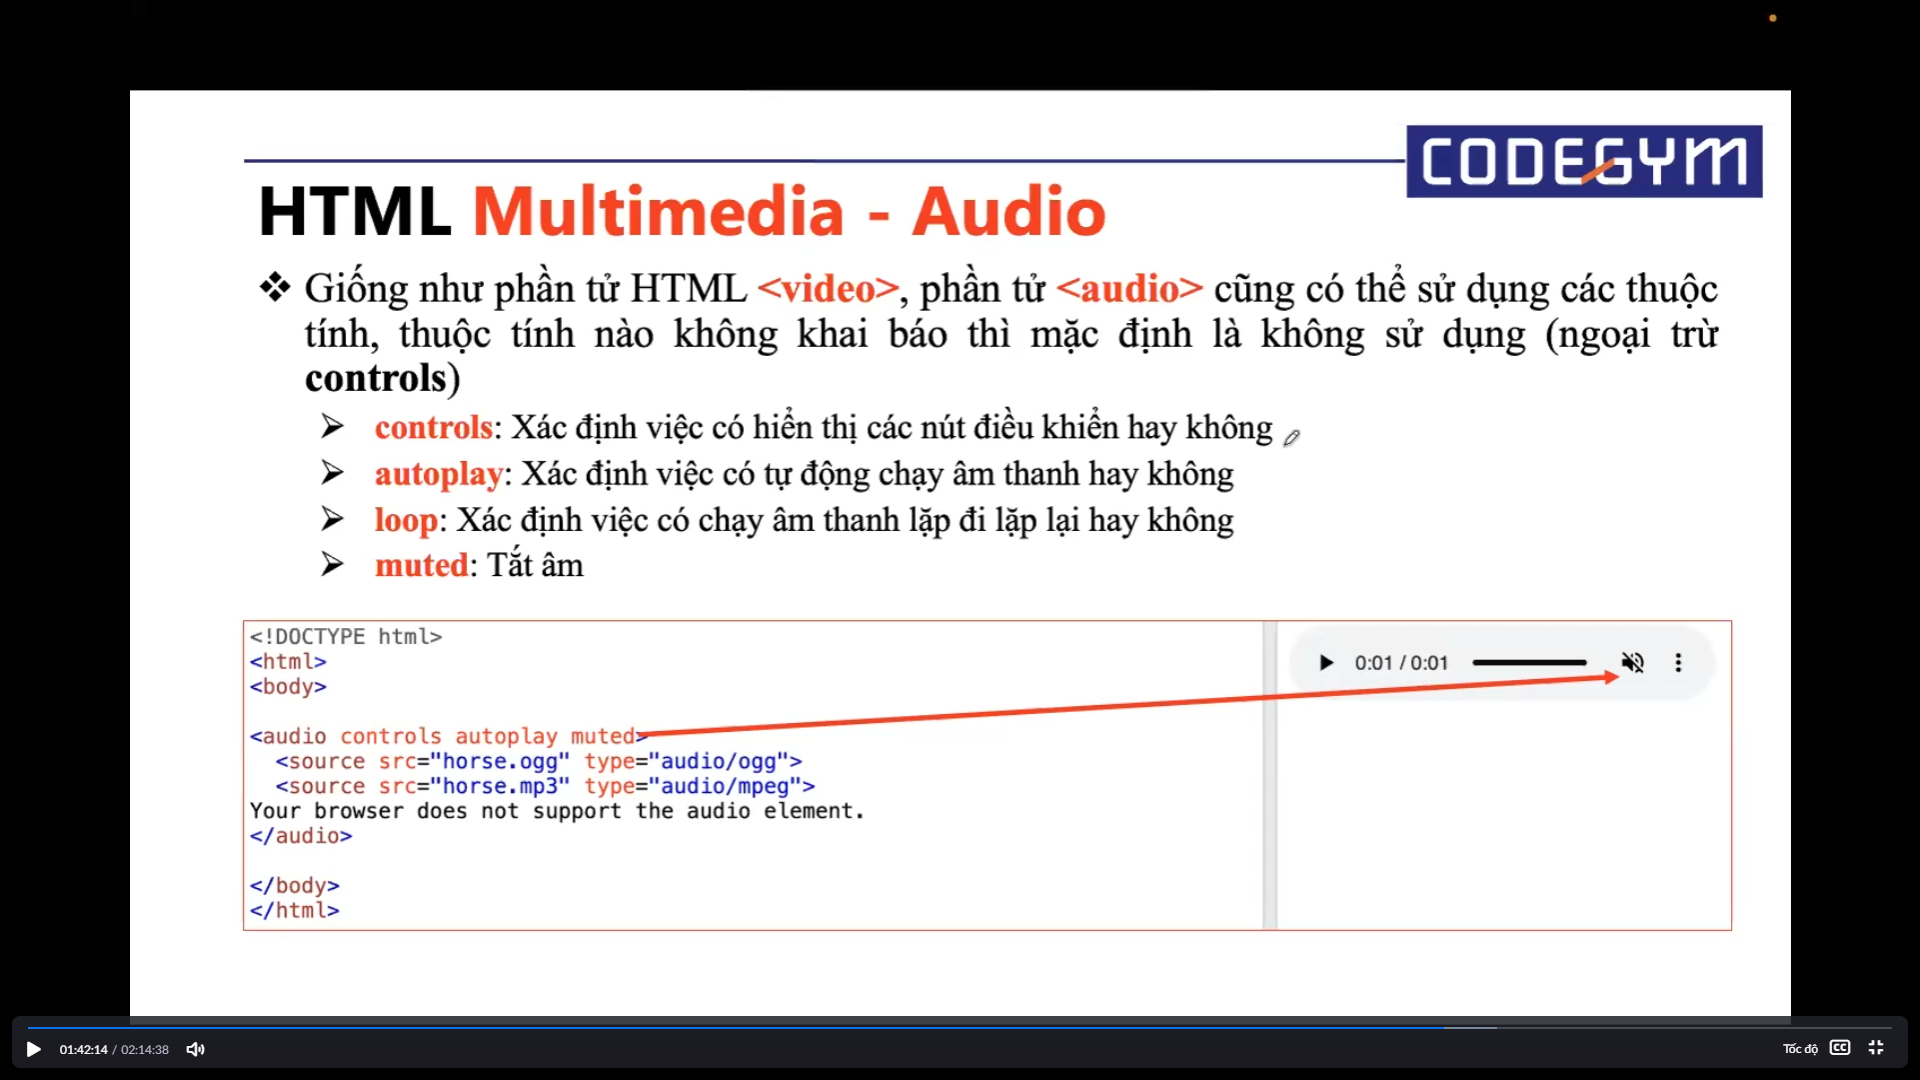 CODEGYM
HTML Multimedia - Audio
❖ Giống như phần tử HTML <video>, phần tử <audio> cũng có thể sử dụng các thuộc
tính, thuộc tính nào không khai báo thì mặc định là không sử dụng (ngoại trừ
controls)
➢ controls: Xác định việc có hiển thị các nút điều khiển hay không
➢ autoplay: Xác định việc có tự động chạy âm thanh hay không
➢ loop: Xác định việc có chạy âm thanh lặp đi lặp lại hay không
➢ muted: Tắt âm
<!DOCTYPE html>
<html>
<body>
<audio controls autoplay muted>
<source src="horse.ogg" type="audio/ogg">
<source src="horse.mp3" type="audio/mpeg">
Your browser does not support the audio element.
</audio>
</body>
</html>
0:01 / 0:01
01:42:14 / 02:14:38
Tốc độ
CC